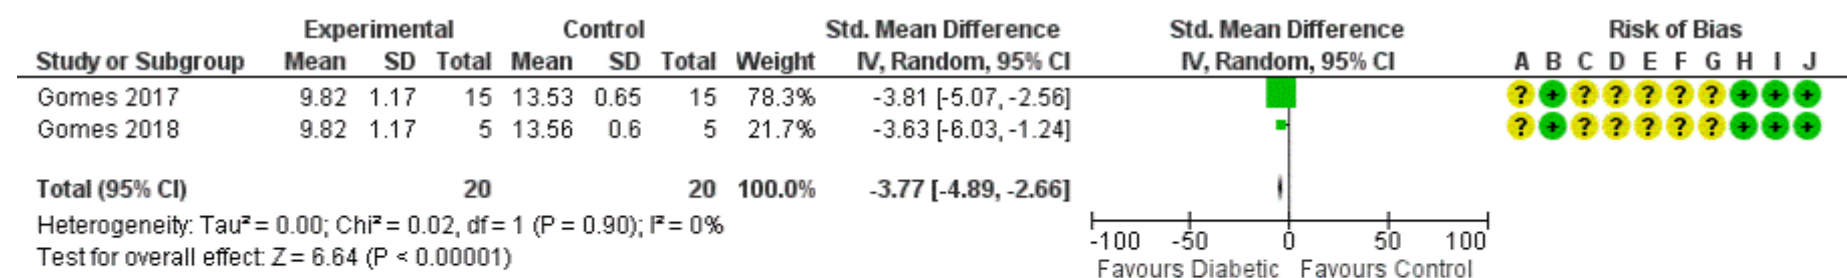 Experimental Control Std. Mean Difference Std. Mean Difference Risk of Bias
Study or Subgroup Mean SD Total Mean SD Total Weight IV, Random, 95% CI IV, Random, 95% CI A B C D E F G H I J
Gomes 2017 9.82 1.17 15 13.53 0.65 15 78.3% -3.81 [-5.07, -2.56] ? + ? ? ? ? ? + + +
Gomes 2018 9.82 1.17 5 13.56 0.6 5 21.7% -3.63 [-6.03, -1.24] ? + ? ? ? ? ? + + +
Total (95% CI) 20 20 100.0% -3.77 [-4.89, -2.66]
Heterogeneity: Tau² = 0.00; Chi² = 0.02, df = 1 (P = 0.90); I² = 0%
Test for overall effect: Z = 6.64 (P < 0.00001)
-100 -50 0 50 100
Favours Diabetic Favours Control